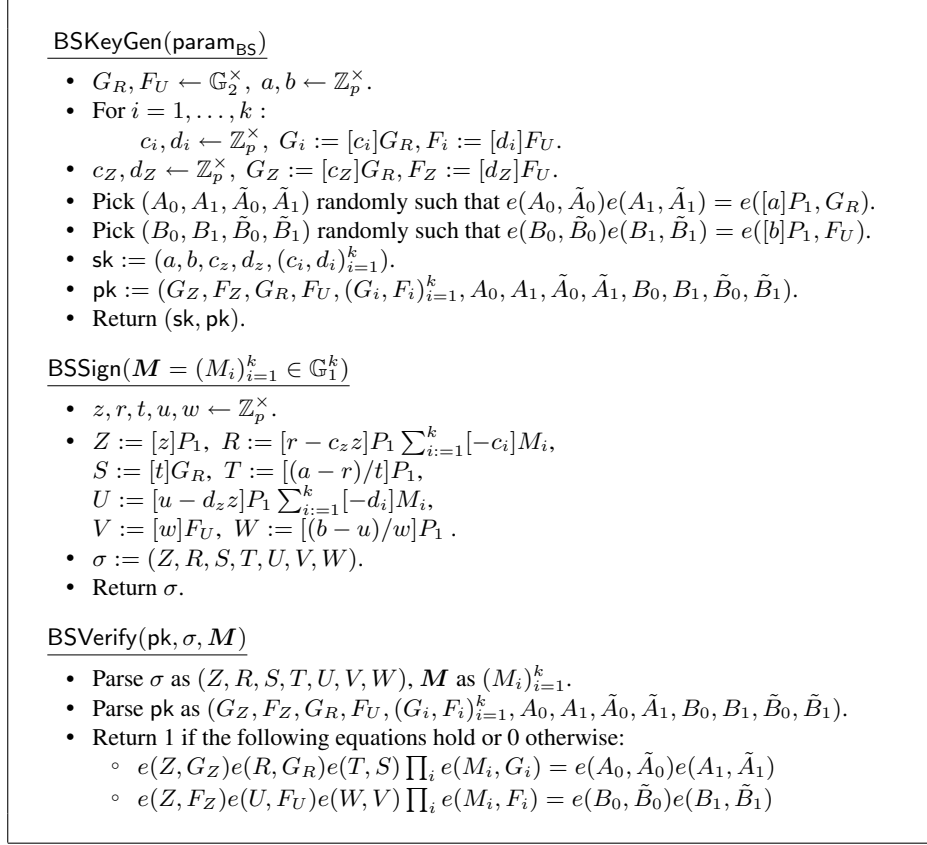 BSKeyGen(param_BS)
• G_R, F_U ← 𝔾_2^×, a, b ← ℤ_p^×.
• For i = 1, . . . , k :
c_i, d_i ← ℤ_p^×, G_i := [c_i]G_R, F_i := [d_i]F_U.
• c_Z, d_Z ← ℤ_p^×, G_Z := [c_Z]G_R, F_Z := [d_Z]F_U.
• Pick (A_0, A_1, Ã_0, Ã_1) randomly such that e(A_0, Ã_0)e(A_1, Ã_1) = e([a]P_1, G_R).
• Pick (B_0, B_1, B̃_0, B̃_1) randomly such that e(B_0, B̃_0)e(B_1, B̃_1) = e([b]P_1, F_U).
• sk := (a, b, c_z, d_z, (c_i, d_i)_{i=1}^k).
• pk := (G_Z, F_Z, G_R, F_U, (G_i, F_i)_{i=1}^k, A_0, A_1, Ã_0, Ã_1, B_0, B_1, B̃_0, B̃_1).
• Return (sk, pk).
BSSign(M = (M_i)_{i=1}^k ∈ 𝔾_1^k)
• z, r, t, u, w ← ℤ_p^×.
• Z := [z]P_1, R := [r − c_z z]P_1 ∑_{i:=1}^k [−c_i]M_i,
S := [t]G_R, T := [(a − r)/t]P_1,
U := [u − d_z z]P_1 ∑_{i:=1}^k [−d_i]M_i,
V := [w]F_U, W := [(b − u)/w]P_1 .
• σ := (Z, R, S, T, U, V, W).
• Return σ.
BSVerify(pk, σ, M)
• Parse σ as (Z, R, S, T, U, V, W), M as (M_i)_{i=1}^k.
• Parse pk as (G_Z, F_Z, G_R, F_U, (G_i, F_i)_{i=1}^k, A_0, A_1, Ã_0, Ã_1, B_0, B_1, B̃_0, B̃_1).
• Return 1 if the following equations hold or 0 otherwise:
◦ e(Z, G_Z)e(R, G_R)e(T, S) ∏_i e(M_i, G_i) = e(A_0, Ã_0)e(A_1, Ã_1)
◦ e(Z, F_Z)e(U, F_U)e(W, V) ∏_i e(M_i, F_i) = e(B_0, B̃_0)e(B_1, B̃_1)